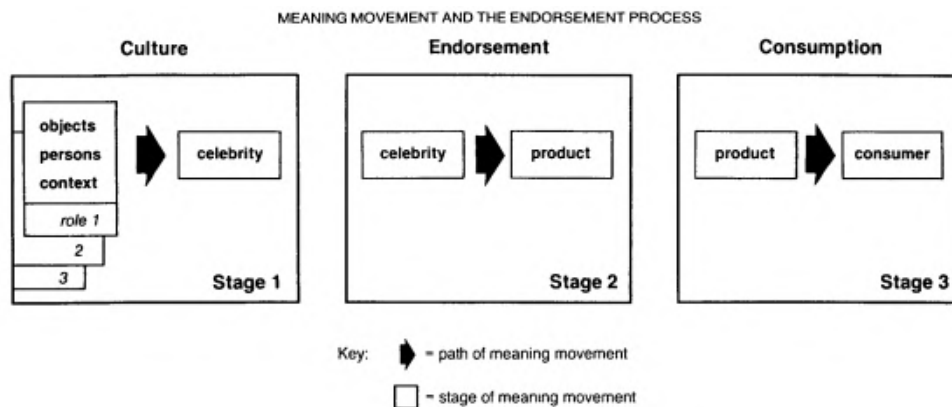 MEANING MOVEMENT AND THE ENDORSEMENT PROCESS
Culture
Endorsement
Consumption
objects
persons
context
role 1
2
3
celebrity
Stage 1
celebrity
product
Stage 2
product
consumer
Stage 3
Key:
= path of meaning movement
= stage of meaning movement